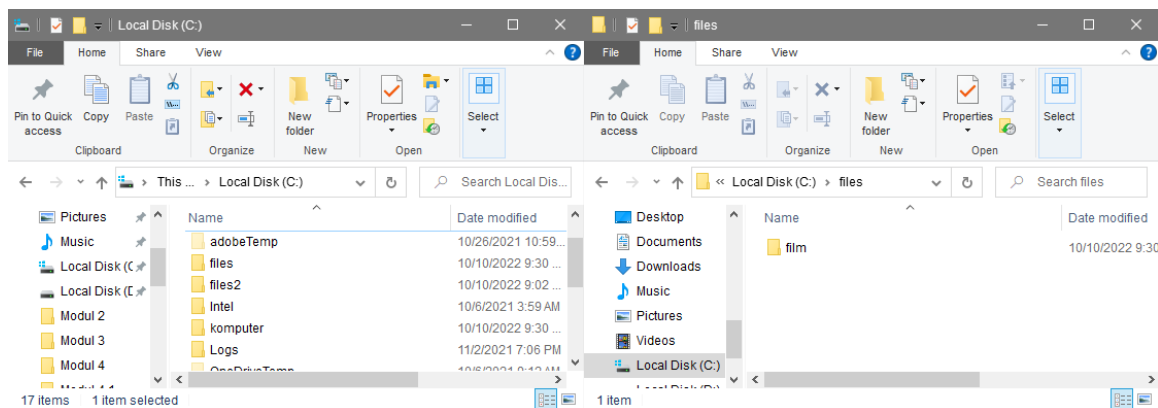 Local Disk (C:)
File Home Share View
Pin to Quick access
Copy
Paste
New folder
Properties
Select
Clipboard Organize New Open
This ... > Local Disk (C:)
Search Local Dis...
Pictures
Music
Local Disk (C
Local Disk (D
Modul 2
Modul 3
Modul 4
Name Date modified
adobeTemp 10/26/2021 10:59...
files 10/10/2022 9:30 ...
files2 10/10/2022 9:02 ...
Intel 10/6/2021 3:59 AM
komputer 10/10/2022 9:30 ...
Logs 11/2/2021 7:06 PM
17 items 1 item selected
files
File Home Share View
Pin to Quick access
Copy
Paste
New folder
Properties
Select
Clipboard Organize New Open
« Local Disk (C:) > files
Search files
Desktop
Documents
Downloads
Music
Pictures
Videos
Local Disk (C:)
Name Date modified
film 10/10/2022 9:30
1 item